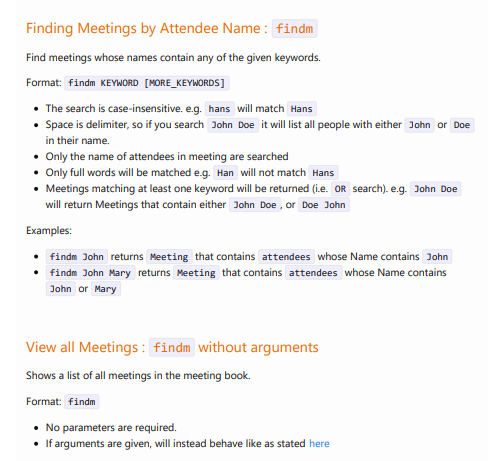 Finding Meetings by Attendee Name : findm
Find meetings whose names contain any of the given keywords.
Format: findm KEYWORD [MORE_KEYWORDS]
• The search is case-insensitive. e.g. hans will match Hans
• Space is delimiter, so if you search John Doe it will list all people with either John or Doe
in their name.
• Only the name of attendees in meeting are searched
• Only full words will be matched e.g. Han will not match Hans
• Meetings matching at least one keyword will be returned (i.e. OR search). e.g. John Doe
will return Meetings that contain either John Doe , or Doe John
Examples:
• findm John returns Meeting that contains attendees whose Name contains John
• findm John Mary returns Meeting that contains attendees whose Name contains
John or Mary
View all Meetings : findm without arguments
Shows a list of all meetings in the meeting book.
Format: findm
• No parameters are required.
• If arguments are given, will instead behave like as stated here